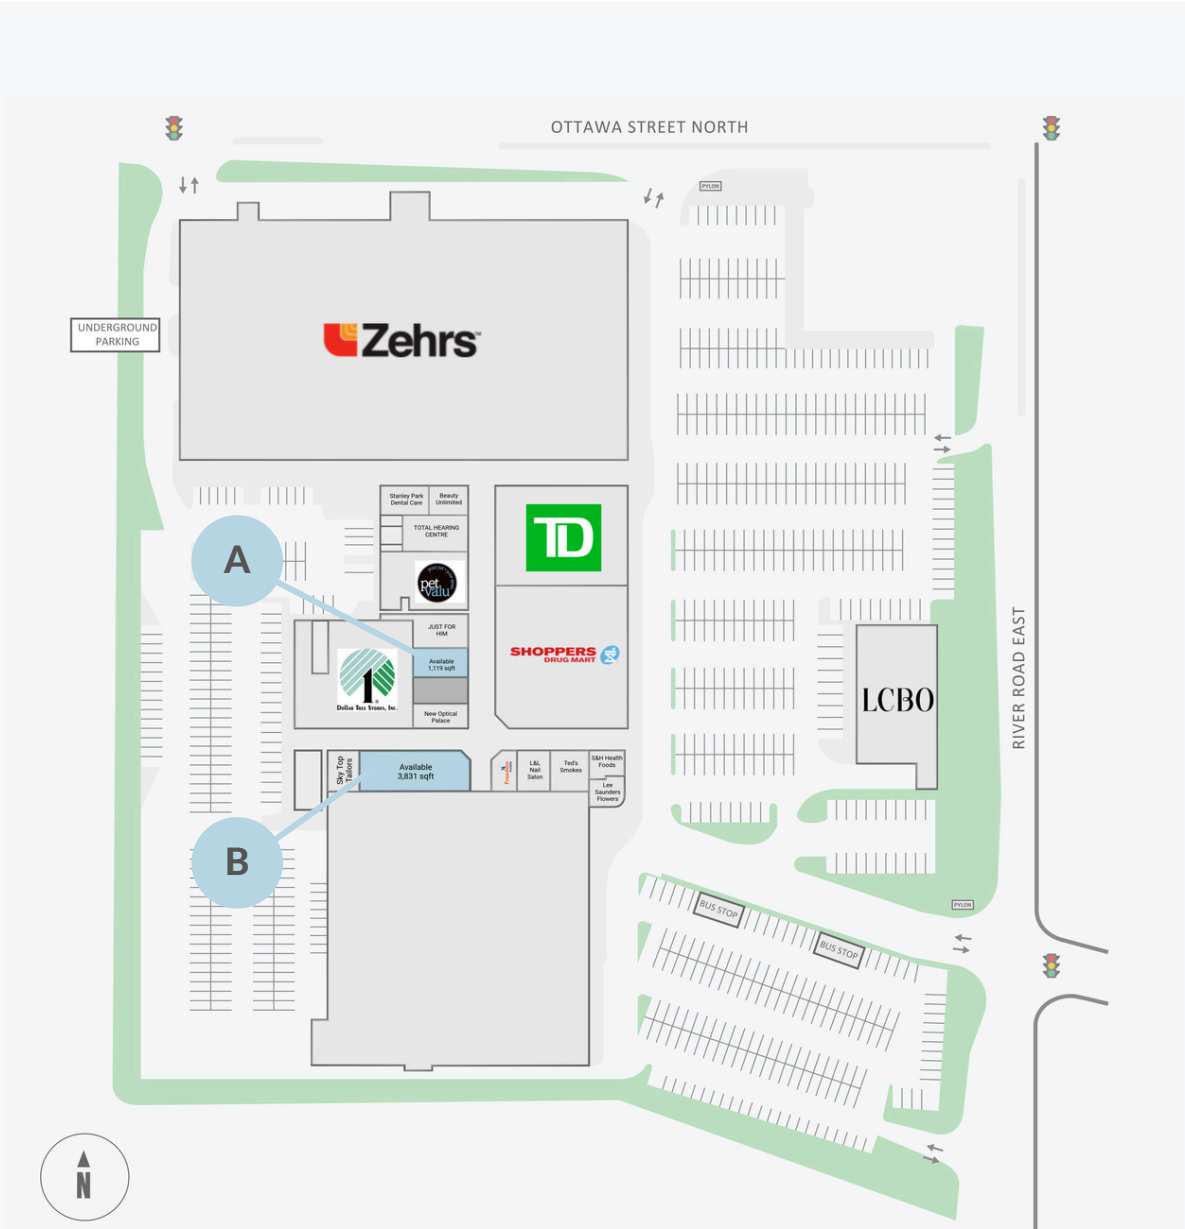 OTTAWA STREET NORTH
PYLON
Zehrs™
UNDERGROUND
PARKING
Stanley Park
Dental Care
Beauty
Unlimited
TOTAL HEARING
CENTRE
TD
A
pet
valu
JUST FOR
HIM
Available
1,119 sqft
SHOPPERS
DRUG MART
1
DOLLAR TREE STORES, INC.
New Optical
Palace
LCBO
RIVER ROAD EAST
Sky Top
Tailors
Available
3,831 sqft
L&L
Nail
Salon
Ted's
Smokes
S&H Health
Foods
Lee
Saunders
Flowers
B
BUS STOP
BUS STOP
PYLON
N